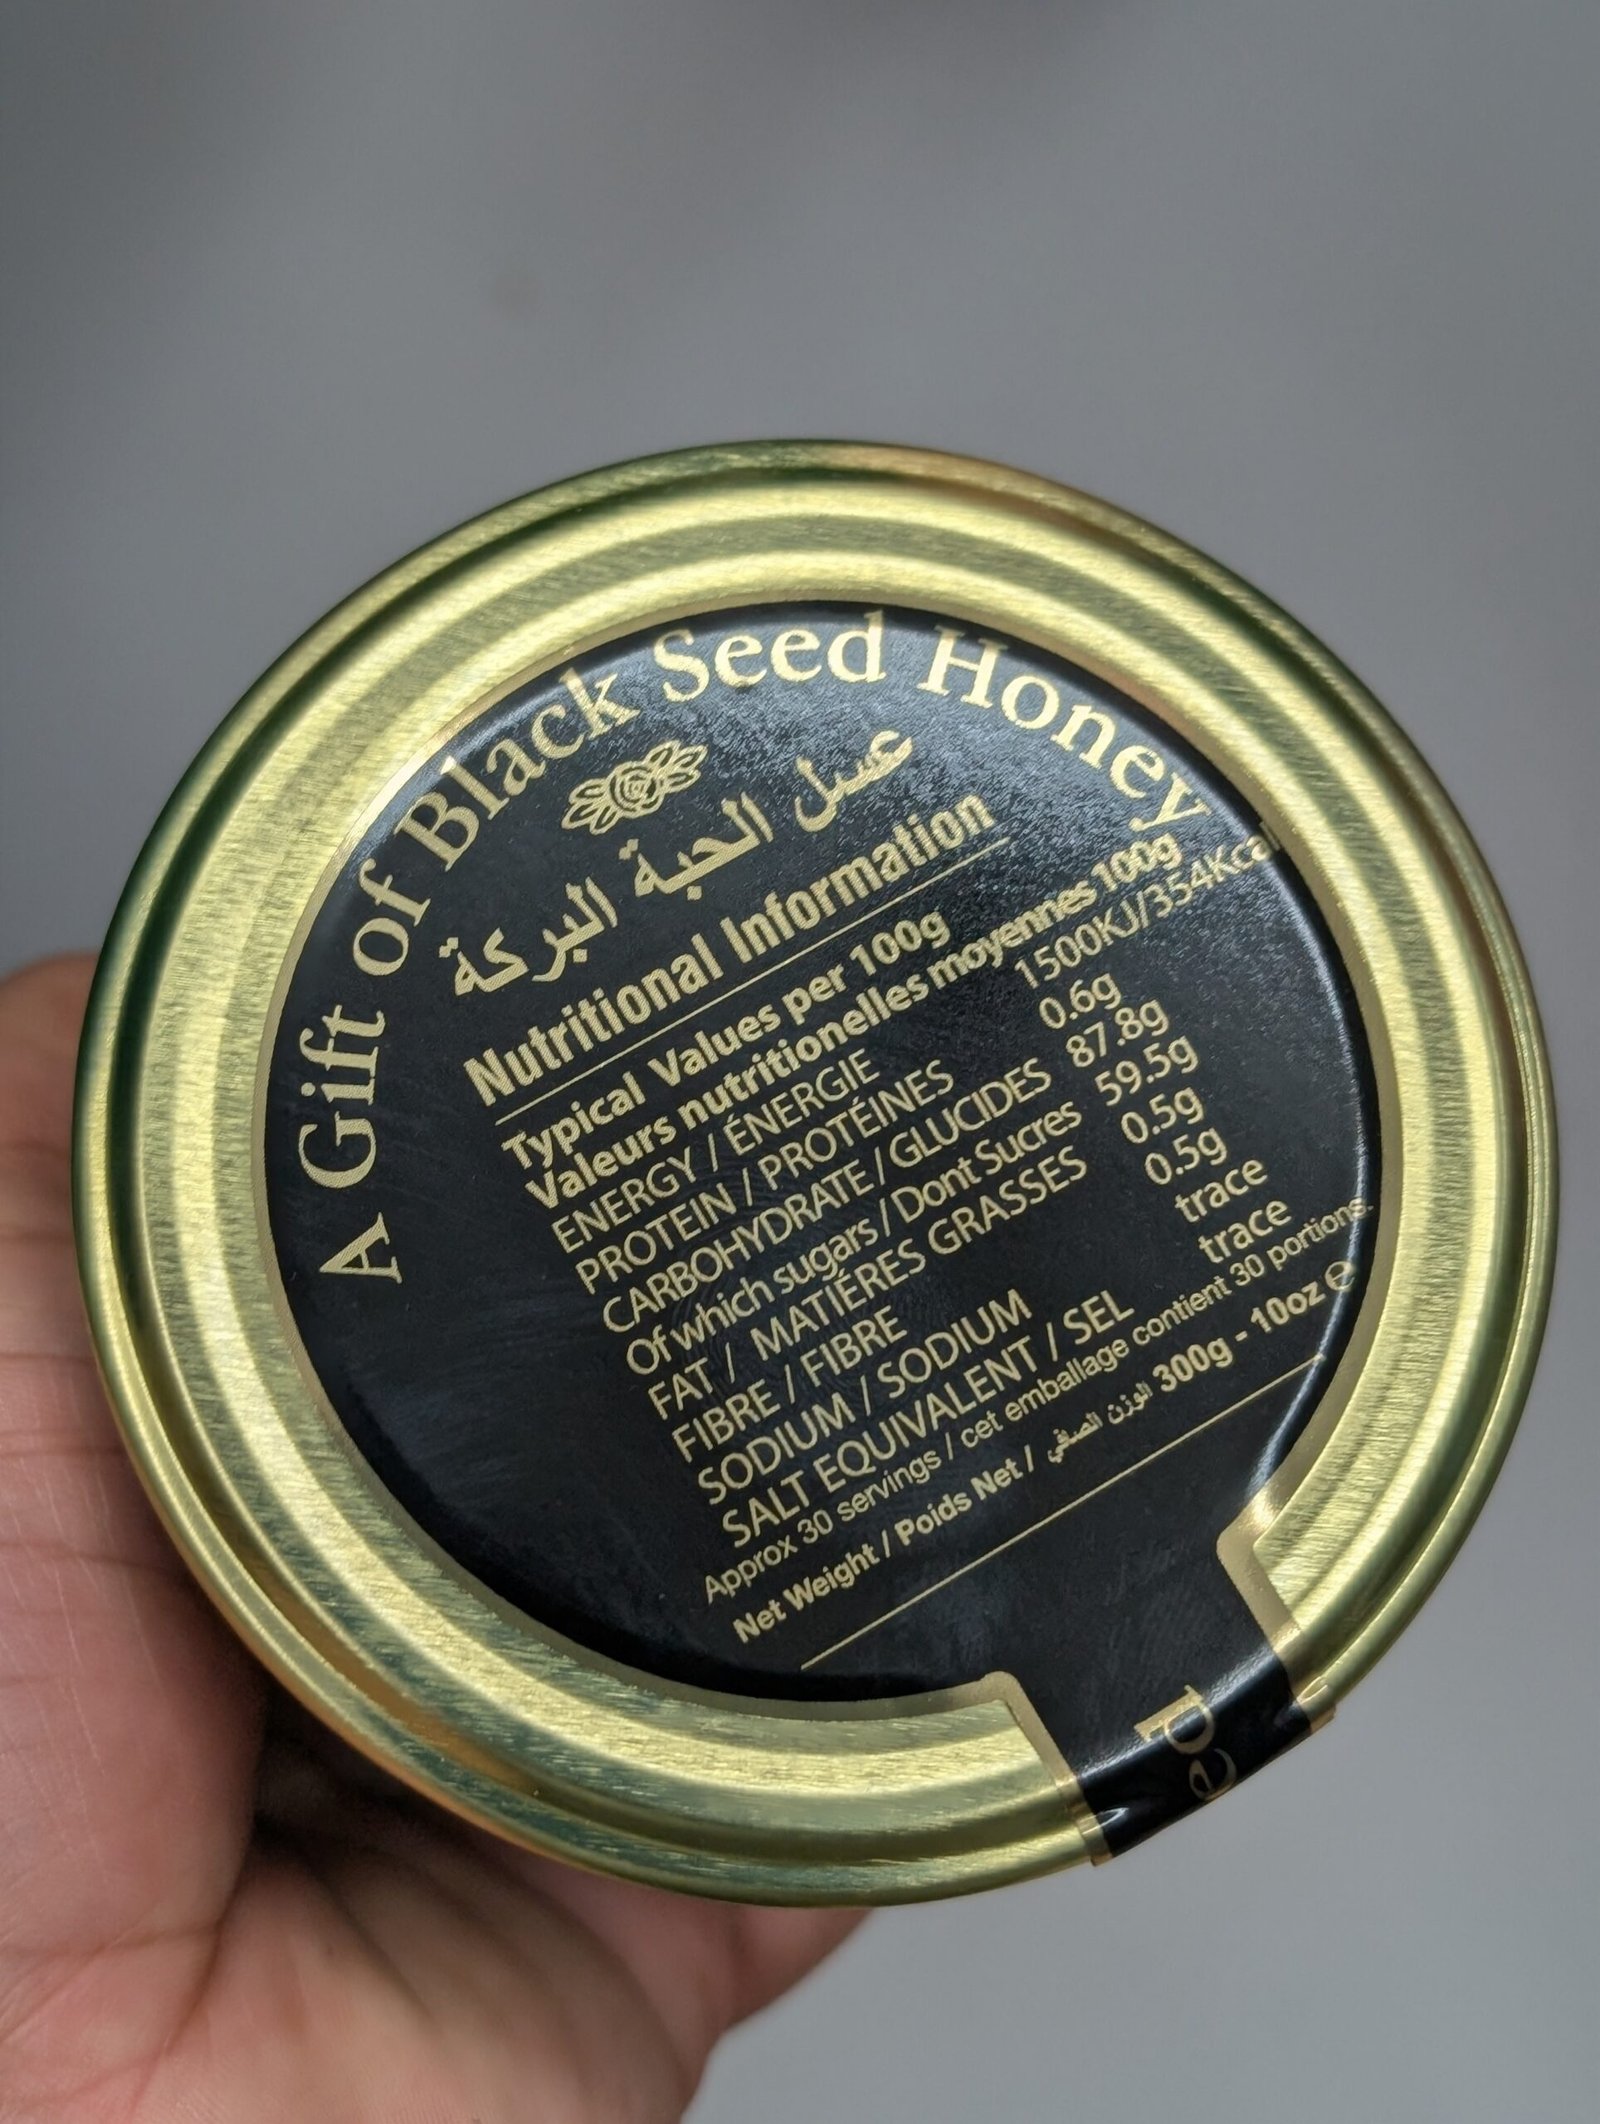 A Gift of Black Seed Honey
عسل الحبة البركة
Nutritional Information
Typical Values per 100g
Valeurs nutritionelles moyennes 100g
ENERGY / ÉNERGIE 1500KJ/354Kcal
PROTEIN / PROTÉINES 0.6g
CARBOHYDRATE / GLUCIDES 87.8g
Of which sugars / Dont Sucres 59.5g
FAT / MATIÉRES GRASSES 0.5g
FIBRE / FIBRE 0.5g
SODIUM / SODIUM trace
SALT EQUIVALENT / SEL trace
Approx 30 servings / cet emballage contient 30 portions.
Net Weight / Poids Net / الوزن الصافي 300g - 10oz ℮